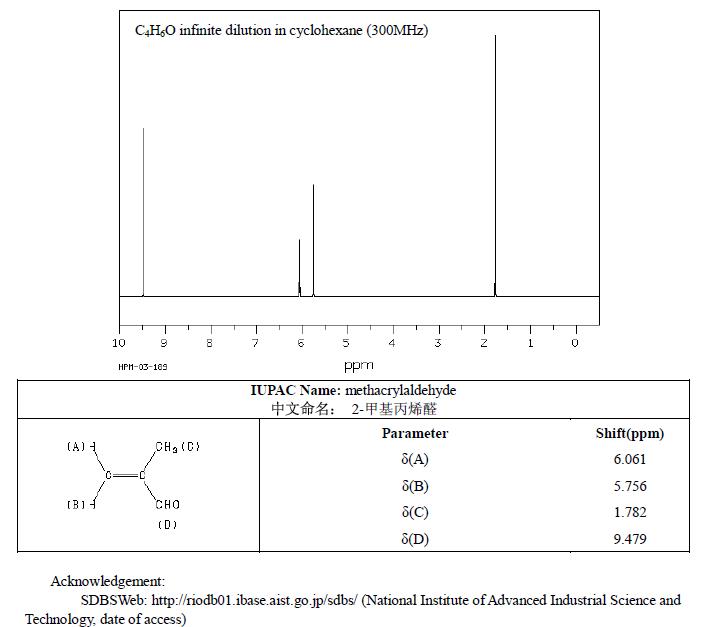 C₄H₆O infinite dilution in cyclohexane (300MHz)
10 9 8 7 6 5 4 3 2 1 0
HPM-03-189
ppm
IUPAC Name: methacrylaldehyde
中文命名： 2-甲基丙烯醛
Parameter Shift(ppm)
(A) H CH₃(C)
δ(A) 6.061
C C
δ(B) 5.756
(B) H CHO
(D)
δ(C) 1.782
δ(D) 9.479
Acknowledgement:
SDBSWeb: http://riodb01.ibase.aist.go.jp/sdbs/ (National Institute of Advanced Industrial Science and
Technology, date of access)